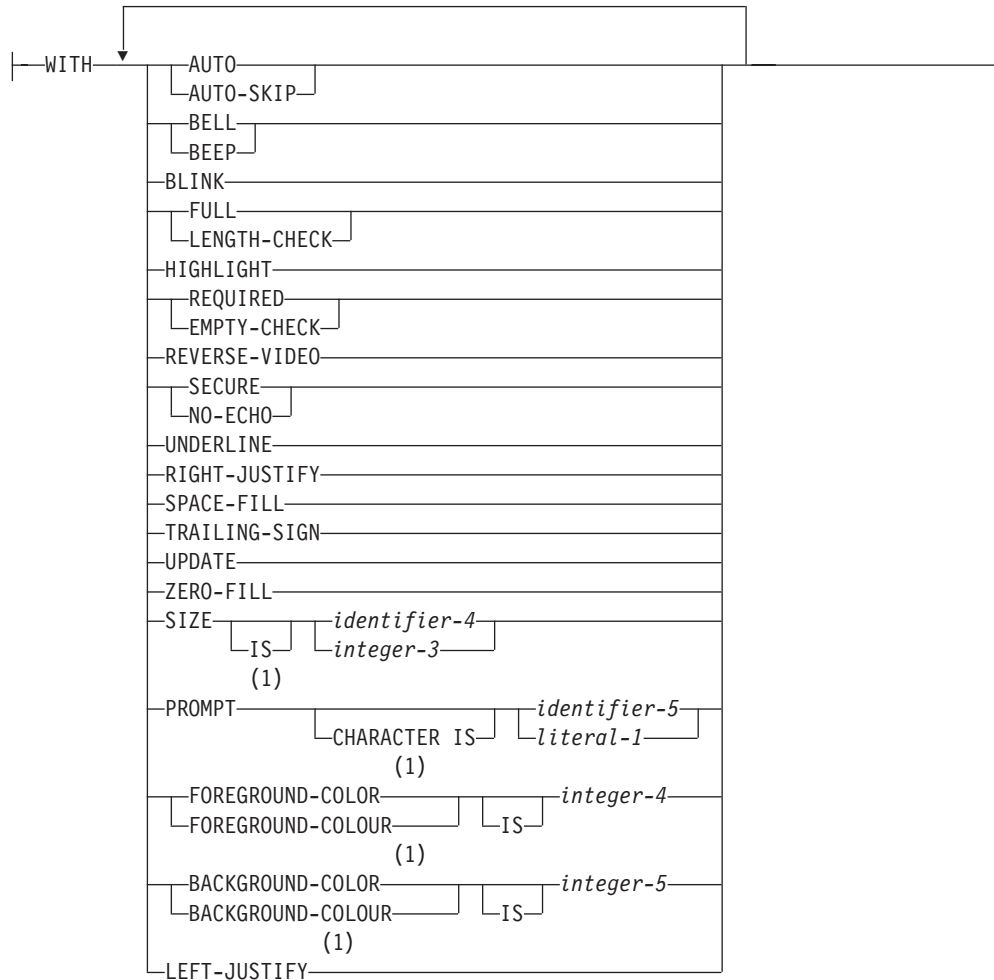 WITH AUTO
AUTO-SKIP
BELL
BEEP
BLINK
FULL
LENGTH-CHECK
HIGHLIGHT
REQUIRED
EMPTY-CHECK
REVERSE-VIDEO
SECURE
NO-ECHO
UNDERLINE
RIGHT-JUSTIFY
SPACE-FILL
TRAILING-SIGN
UPDATE
ZERO-FILL
SIZE identifier-4
IS integer-3
(1)
PROMPT identifier-5
CHARACTER IS literal-1
(1)
FOREGROUND-COLOR integer-4
FOREGROUND-COLOUR IS
(1)
BACKGROUND-COLOR integer-5
BACKGROUND-COLOUR IS
(1)
LEFT-JUSTIFY